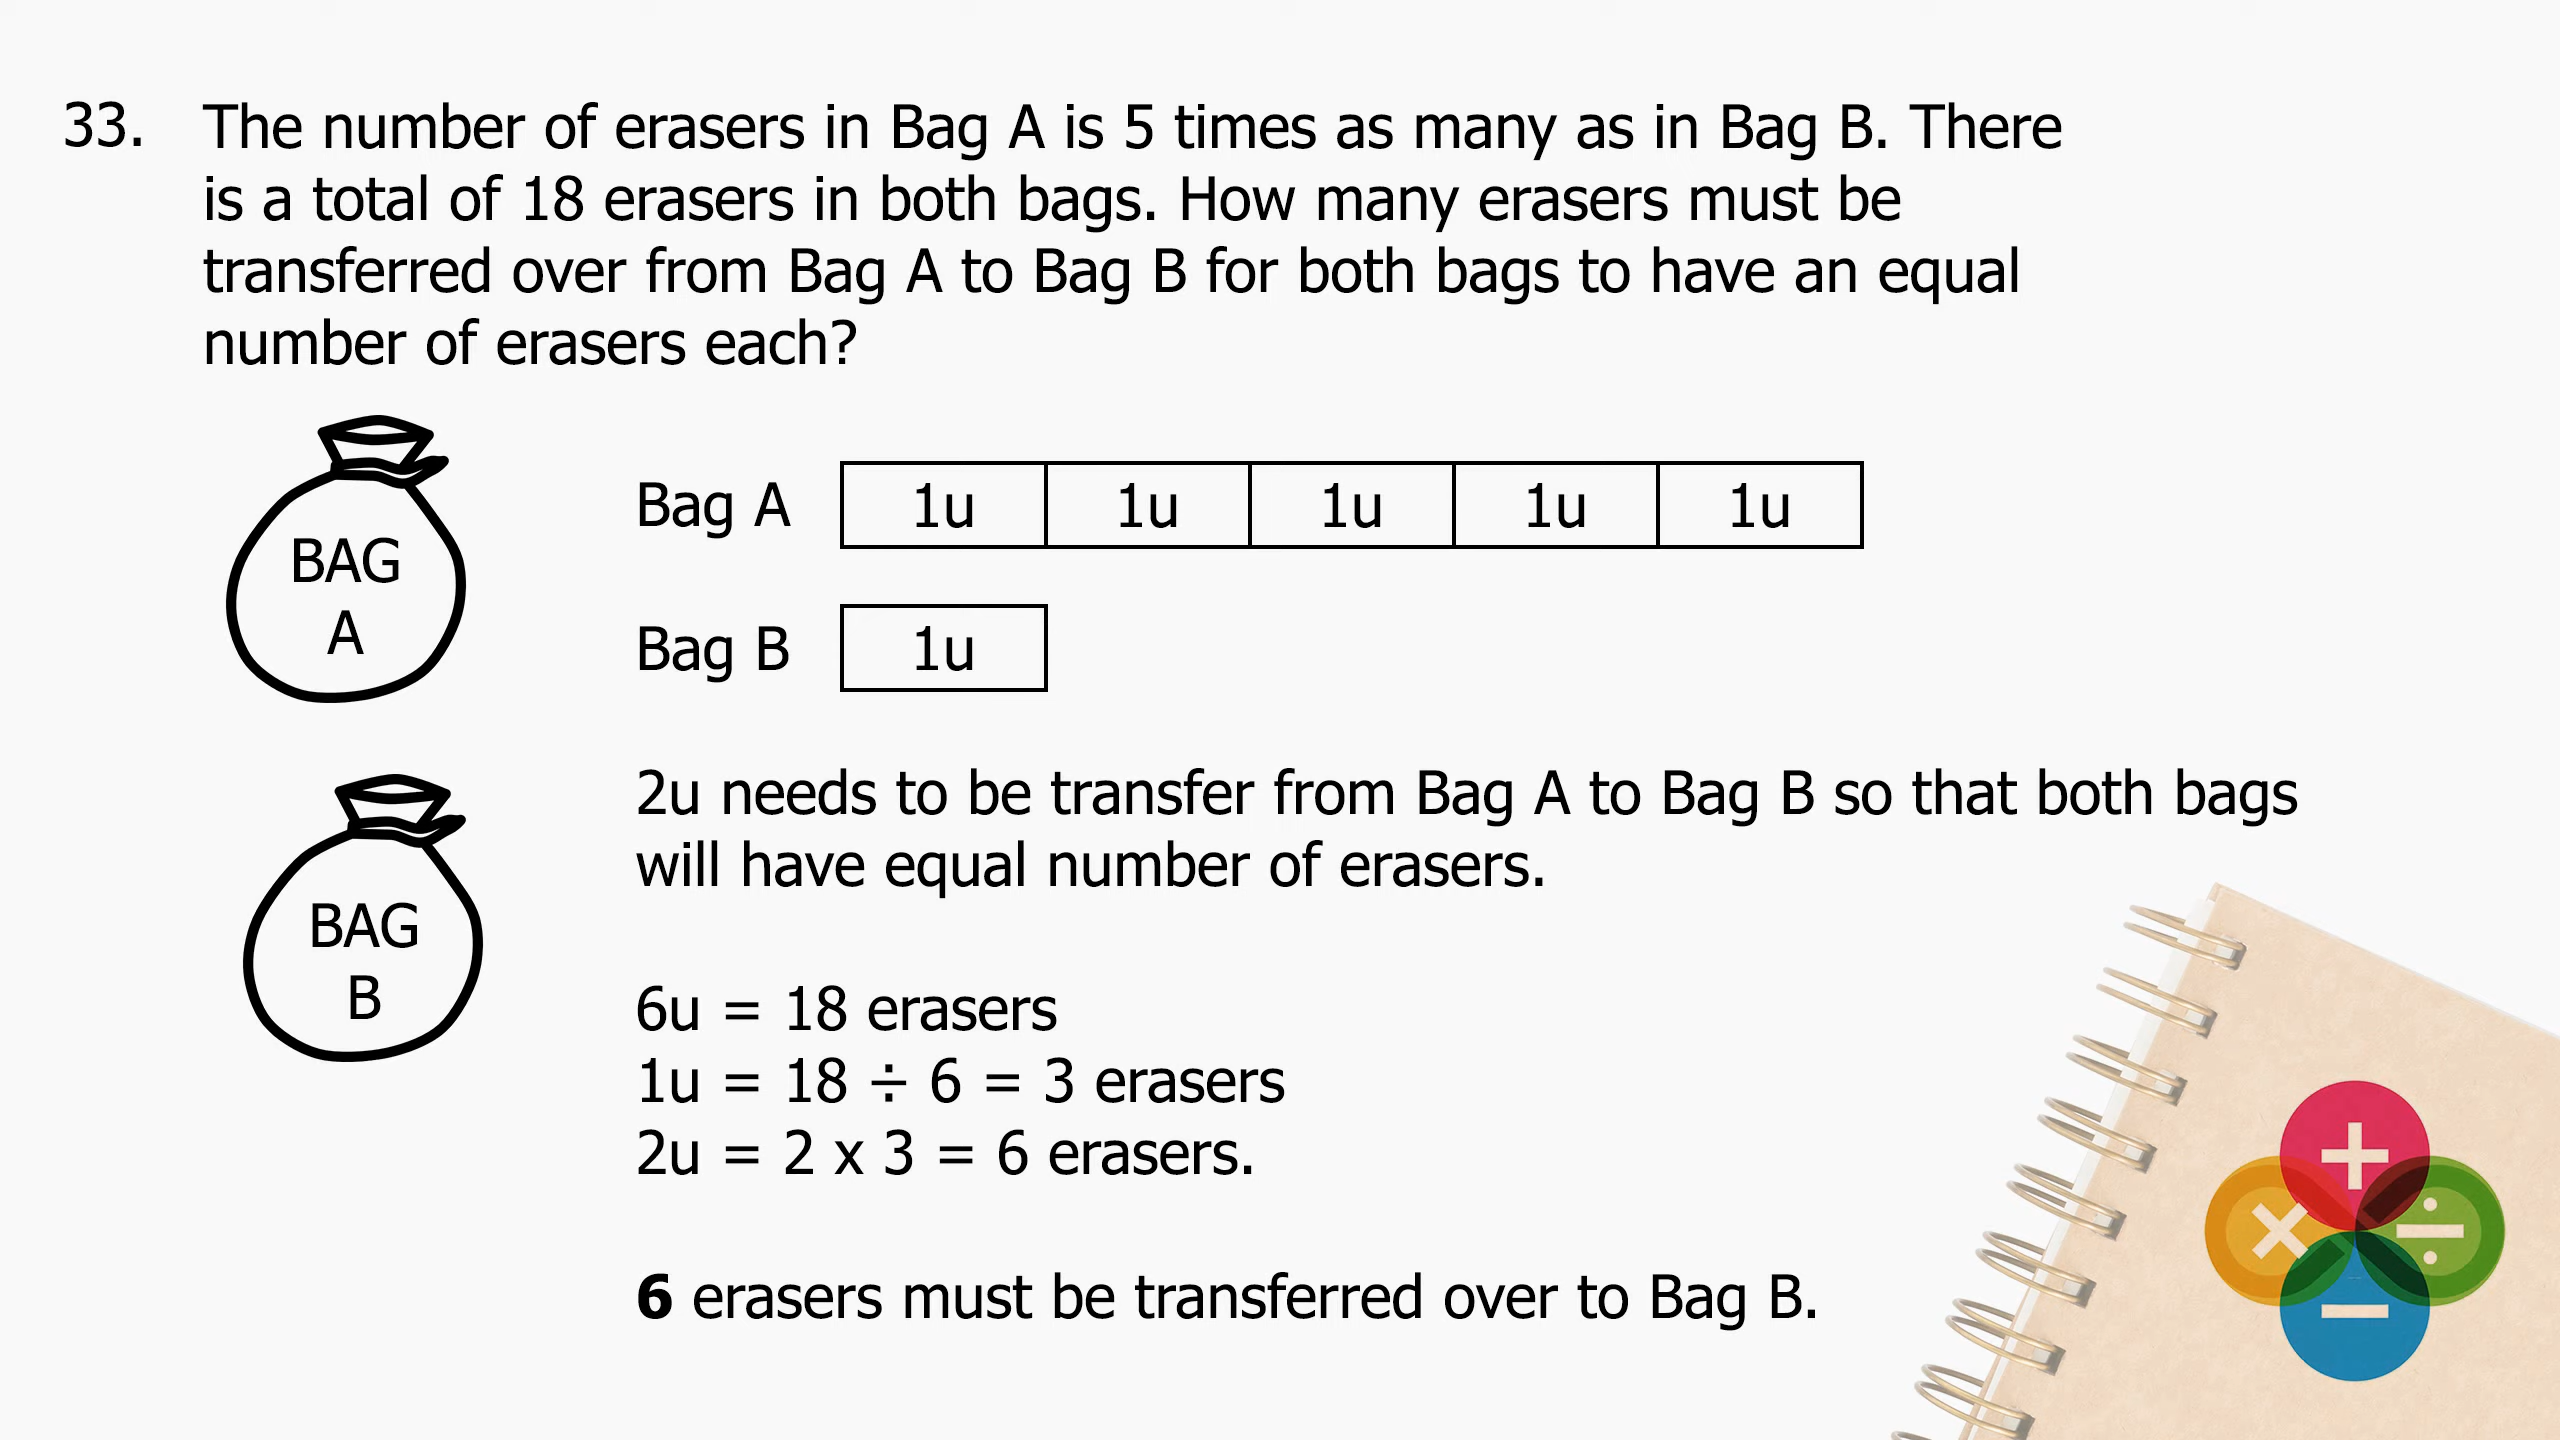 33. The number of erasers in Bag A is 5 times as many as in Bag B. There
is a total of 18 erasers in both bags. How many erasers must be
transferred over from Bag A to Bag B for both bags to have an equal
number of erasers each?
BAG
A
Bag A 1u 1u 1u 1u 1u
Bag B 1u
BAG
B
2u needs to be transfer from Bag A to Bag B so that both bags
will have equal number of erasers.
6u = 18 erasers
1u = 18 ÷ 6 = 3 erasers
2u = 2 x 3 = 6 erasers.
6 erasers must be transferred over to Bag B.
+
×
÷
−